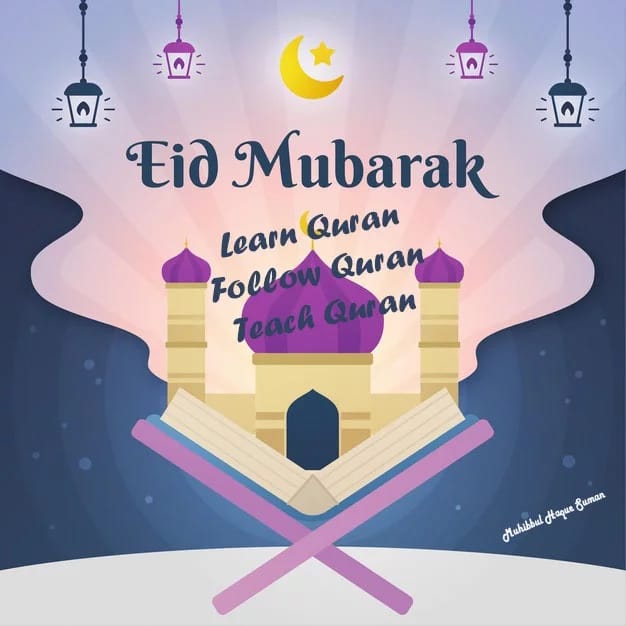 Eid Mubarak
Learn Quran
Follow Quran
Teach Quran
Muhibbul Haque Suman